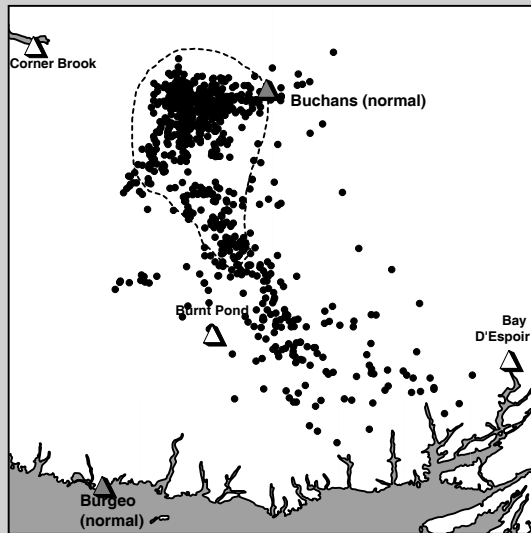 Corner Brook
Buchans (normal)
Burnt Pond
Bay
D'Espoir
Burgeo
(normal)